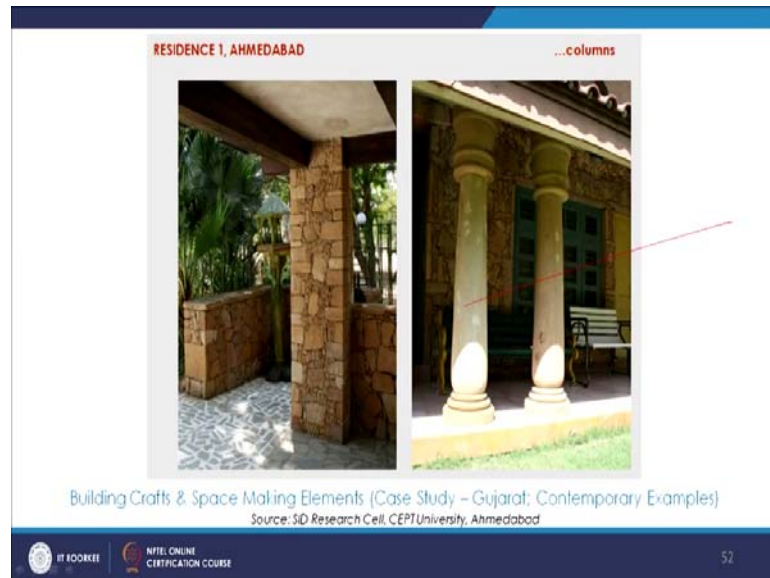 RESIDENCE 1, AHMEDABAD
...columns
Building Crafts & Space Making Elements (Case Study – Gujarat: Contemporary Examples)
Source: SID Research Cell, CEPT University, Ahmedabad
IIT ROORKEE
NPTEL ONLINE
CERTIFICATION COURSE
52